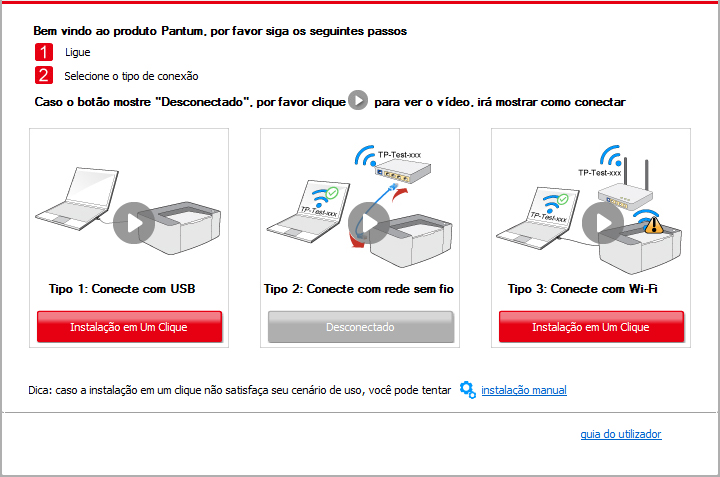 Bem vindo ao produto Pantum, por favor siga os seguintes passos
1 Ligue
2 Selecione o tipo de conexão
Caso o botão mostre "Desconectado", por favor clique para ver o vídeo, irá mostrar como conectar
TP-Test-xxx
TP-Test-xxx
TP-Test-xxx
TP-Test-xxx
Tipo 1: Conecte com USB
Tipo 2: Conecte com rede sem fio
Tipo 3: Conecte com Wi-Fi
Instalação em Um Clique
Desconectado
Instalação em Um Clique
Dica: caso a instalação em um clique não satisfaça seu cenário de uso, você pode tentar instalação manual
guia do utilizador